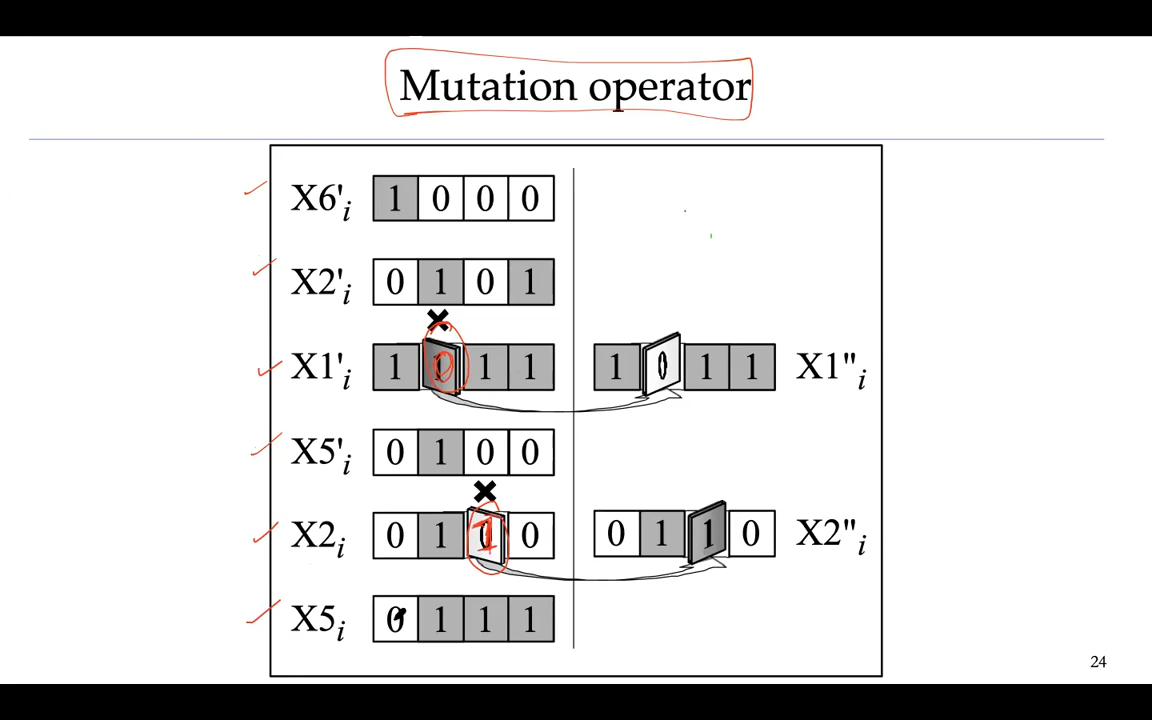 Mutation operator
X6'i 1 0 0 0
X2'i 0 1 0 1
X1'i 1 0 1 1 1 0 1 1 X1"i
X5'i 0 1 0 0
X2i 0 1 1 0 0 1 1 0 X2"i
X5i 0 1 1 1
24